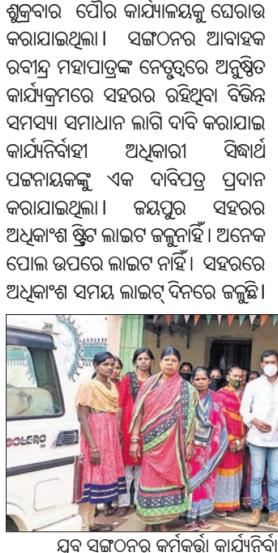 ଶୁକ୍ରବାର ପୌର କାର୍ଯ୍ୟାଳୟକୁ ଘେରାଉ
କରାଯାଇଥିଲା। ସଙ୍ଗଠନର ଆବାହକ
ରବୀନ୍ଦ୍ର ମହାପାତ୍ରଙ୍କ ନେତୃତ୍ୱରେ ଅନୁଷ୍ଠିତ
କାର୍ଯ୍ୟକ୍ରମରେ ସହରର ରହିଥିବା ବିଭିନ୍ନ
ସମସ୍ୟା ସମାଧାନ ଲାଗି ଦାବି କରାଯାଇ
କାର୍ଯ୍ୟନିର୍ବାହୀ ଅଧିକାରୀ ସିଦ୍ଧାର୍ଥ
ପଟ୍ଟନାୟକଙ୍କୁ ଏକ ଦାବିପତ୍ର ପ୍ରଦାନ
କରାଯାଇଥିଲା। ଜୟପୁର ସହରର
ଅଧିକାଂଶ ଷ୍ଟ୍ରିଟ ଲାଇଟ ଜଳୁନାହିଁ। ଅନେକ
ପୋଲ ଉପରେ ଲାଇଟ ନାହିଁ। ସହରରେ
ଅଧିକାଂଶ ସମୟ ଲାଇଟ୍ ଦିନରେ ଜଳୁଛି।
BOLERO
ଯୁବ ସଙ୍ଗଠନର କର୍ମକର୍ତ୍ତା କାର୍ଯ୍ୟନିର୍ବା